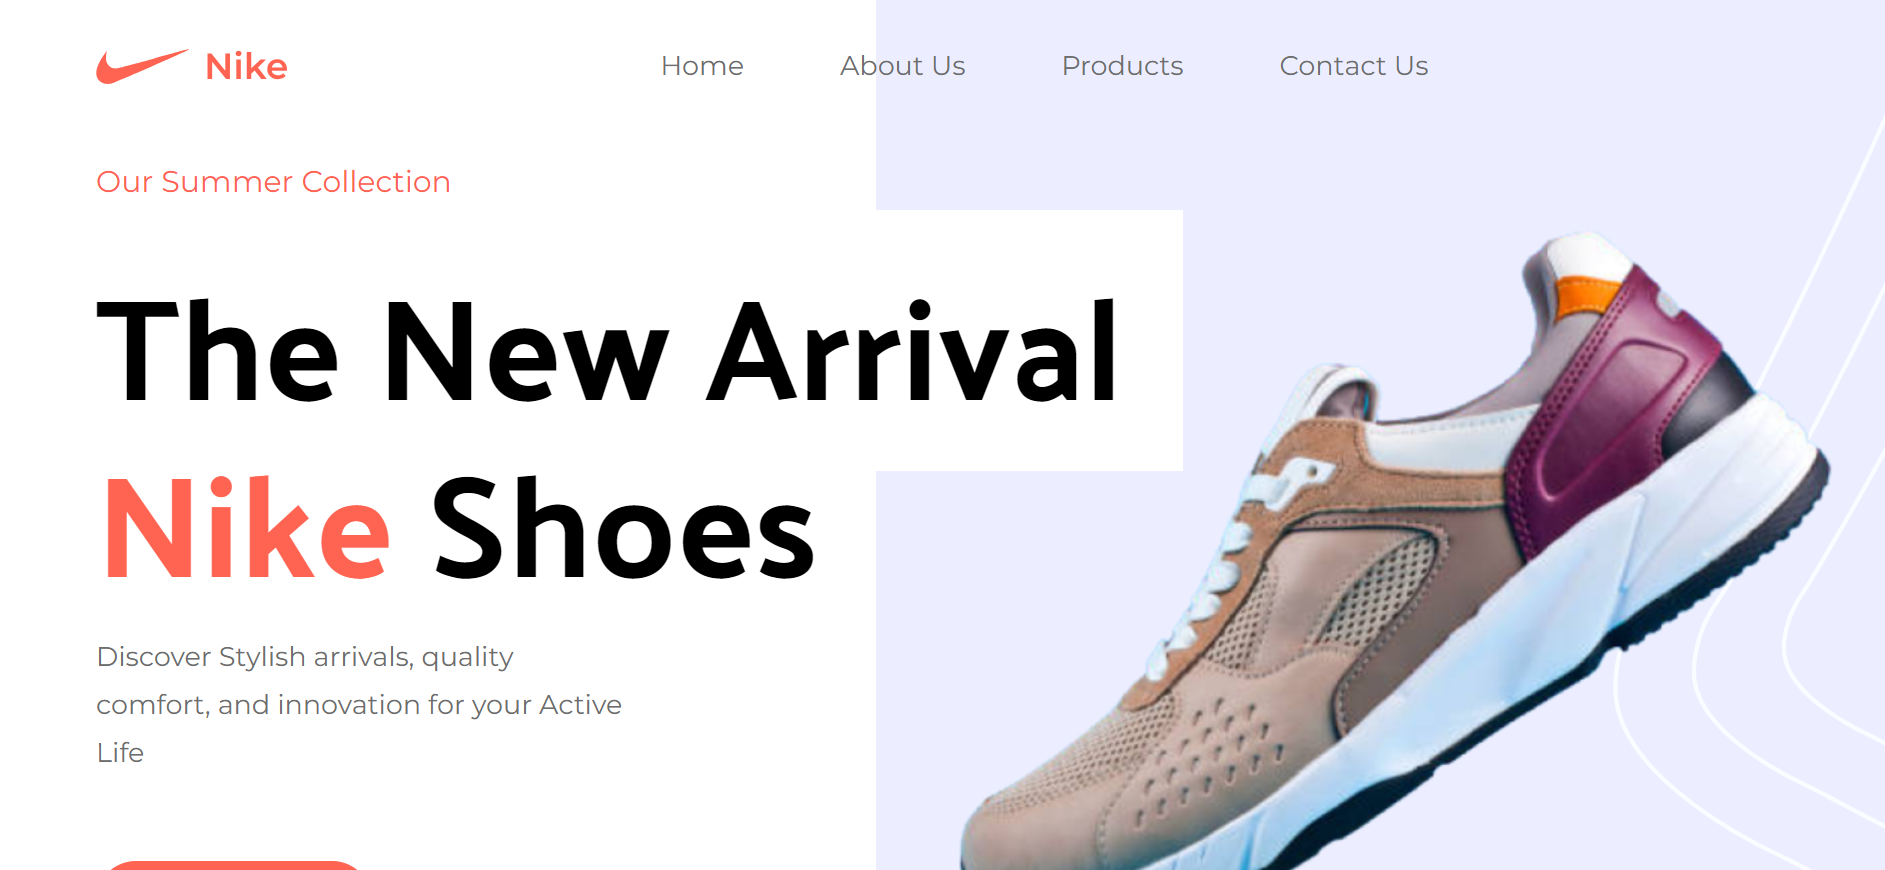 Nike
Home
About Us
Products
Contact Us
Our Summer Collection
The New Arrival
Nike Shoes
Discover Stylish arrivals, quality
comfort, and innovation for your Active
Life